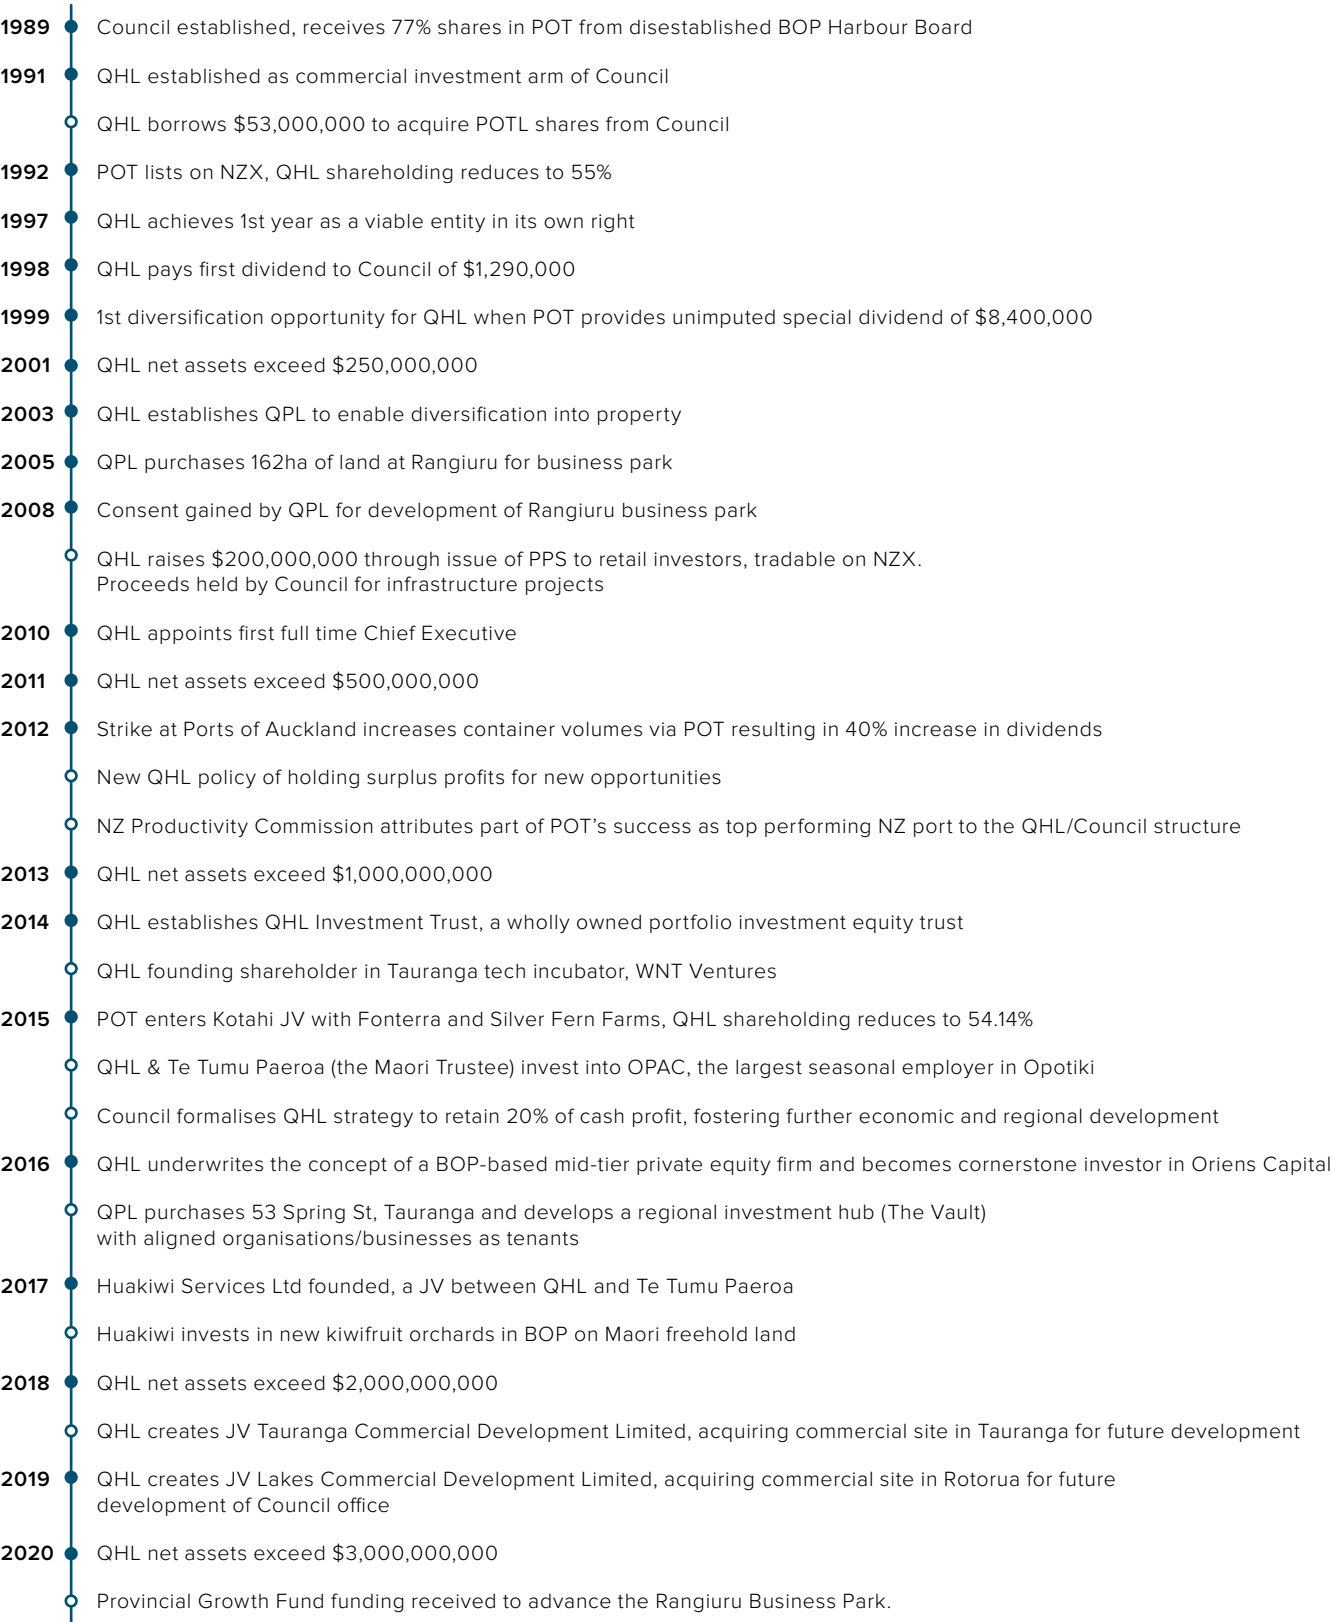 1989 Council established, receives 77% shares in POT from disestablished BOP Harbour Board
1991 QHL established as commercial investment arm of Council
QHL borrows $53,000,000 to acquire POTL shares from Council
1992 POT lists on NZX, QHL shareholding reduces to 55%
1997 QHL achieves 1st year as a viable entity in its own right
1998 QHL pays first dividend to Council of $1,290,000
1999 1st diversification opportunity for QHL when POT provides unimputed special dividend of $8,400,000
2001 QHL net assets exceed $250,000,000
2003 QHL establishes QPL to enable diversification into property
2005 QPL purchases 162ha of land at Rangiuru for business park
2008 Consent gained by QPL for development of Rangiuru business park
QHL raises $200,000,000 through issue of PPS to retail investors, tradable on NZX.
Proceeds held by Council for infrastructure projects
2010 QHL appoints first full time Chief Executive
2011 QHL net assets exceed $500,000,000
2012 Strike at Ports of Auckland increases container volumes via POT resulting in 40% increase in dividends
New QHL policy of holding surplus profits for new opportunities
NZ Productivity Commission attributes part of POT’s success as top performing NZ port to the QHL/Council structure
2013 QHL net assets exceed $1,000,000,000
2014 QHL establishes QHL Investment Trust, a wholly owned portfolio investment equity trust
QHL founding shareholder in Tauranga tech incubator, WNT Ventures
2015 POT enters Kotahi JV with Fonterra and Silver Fern Farms, QHL shareholding reduces to 54.14%
QHL & Te Tumu Paeroa (the Maori Trustee) invest into OPAC, the largest seasonal employer in Opotiki
Council formalises QHL strategy to retain 20% of cash profit, fostering further economic and regional development
2016 QHL underwrites the concept of a BOP-based mid-tier private equity firm and becomes cornerstone investor in Oriens Capital
QPL purchases 53 Spring St, Tauranga and develops a regional investment hub (The Vault)
with aligned organisations/businesses as tenants
2017 Huakiwi Services Ltd founded, a JV between QHL and Te Tumu Paeroa
Huakiwi invests in new kiwifruit orchards in BOP on Maori freehold land
2018 QHL net assets exceed $2,000,000,000
QHL creates JV Tauranga Commercial Development Limited, acquiring commercial site in Tauranga for future development
2019 QHL creates JV Lakes Commercial Development Limited, acquiring commercial site in Rotorua for future
development of Council office
2020 QHL net assets exceed $3,000,000,000
Provincial Growth Fund funding received to advance the Rangiuru Business Park.